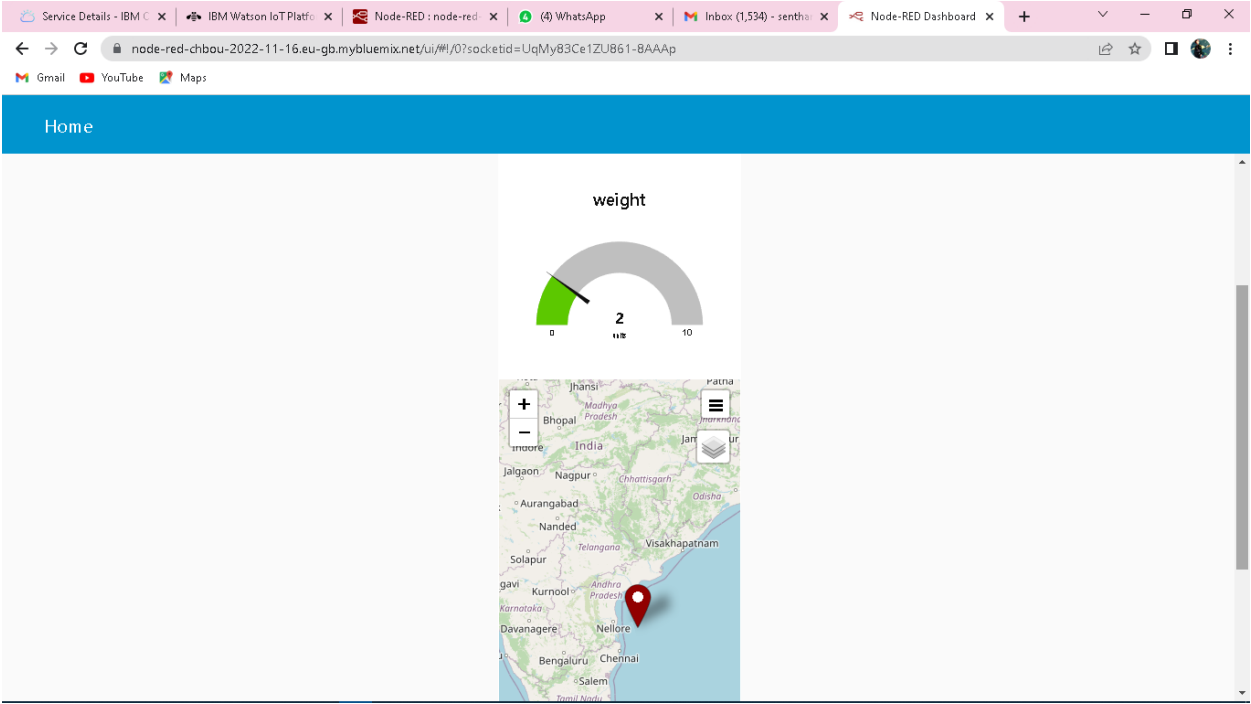 Service Details - IBM C
IBM Watson IoT Platfo
Node-RED : node-red-
(4) WhatsApp
Inbox (1,534) - sentha
Node-RED Dashboard
node-red-chbou-2022-11-16.eu-gb.mybluemix.net/ui/#!/0?socketid=UqMy83Ce1ZU861-8AAAp
Gmail
YouTube
Maps
Home
weight
2
0
10
Jhansi
Patna
+
−
Madhya
Pradesh
Bhopal
Jharkhand
Indore
India
Jalgaon
Nagpur
Chhattisgarh
Odisha
Aurangabad
Nanded
Telangana
Visakhapatnam
Solapur
gavi
Kurnool
Andhra
Pradesh
Karnataka
Davanagere
Nellore
Bengaluru
Chennai
Salem
Tamil Nadu